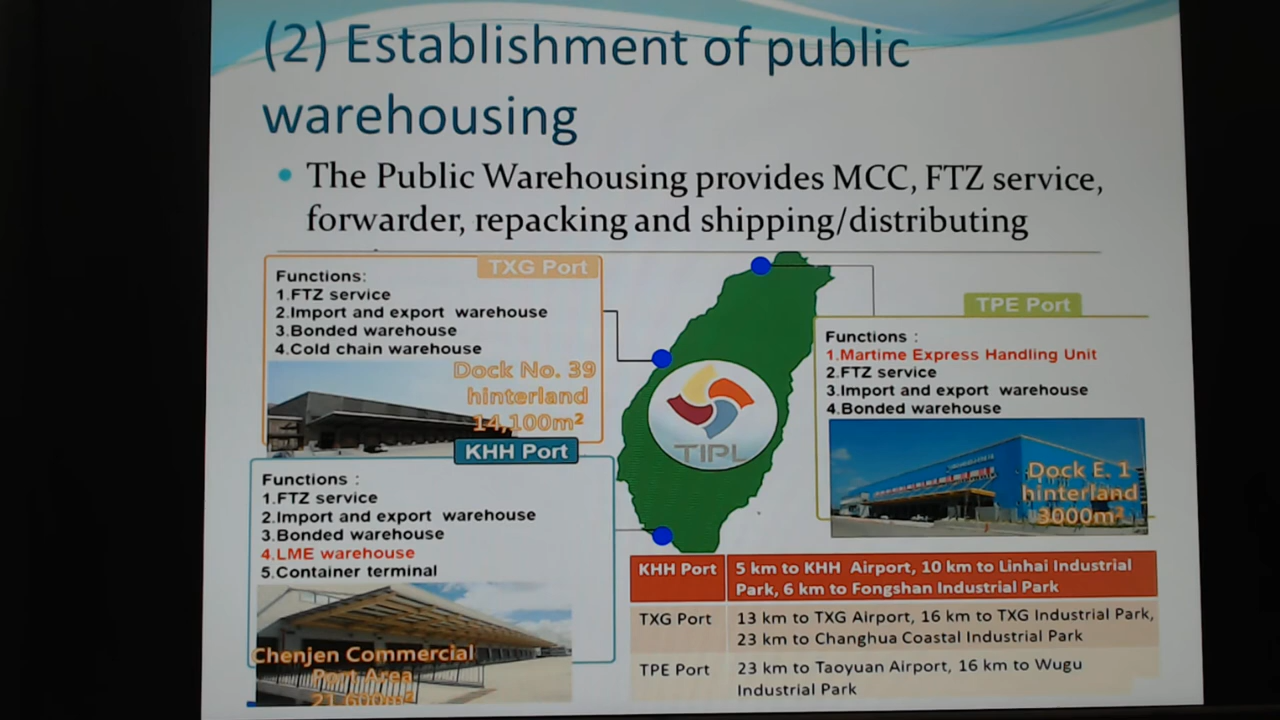 (2) Establishment of public
warehousing
• The Public Warehousing provides MCC, FTZ service,
forwarder, repacking and shipping/distributing
TXG Port
Functions:
1.FTZ service
2.Import and export warehouse
3.Bonded warehouse
4.Cold chain warehouse
Dock No. 39
hinterland
14,100m²
TPE Port
Functions :
1.Martime Express Handling Unit
2.FTZ service
3.Import and export warehouse
4.Bonded warehouse
Dock E. 1
hinterland
3000m²
TIPL
KHH Port
Functions :
1.FTZ service
2.Import and export warehouse
3.Bonded warehouse
4.LME warehouse
5.Container terminal
Chenjen Commercial
Port Area
21,600m²
KHH Port 5 km to KHH Airport, 10 km to Linhai Industrial
Park, 6 km to Fongshan Industrial Park
TXG Port 13 km to TXG Airport, 16 km to TXG Industrial Park,
23 km to Changhua Coastal Industrial Park
TPE Port 23 km to Taoyuan Airport, 16 km to Wugu
Industrial Park